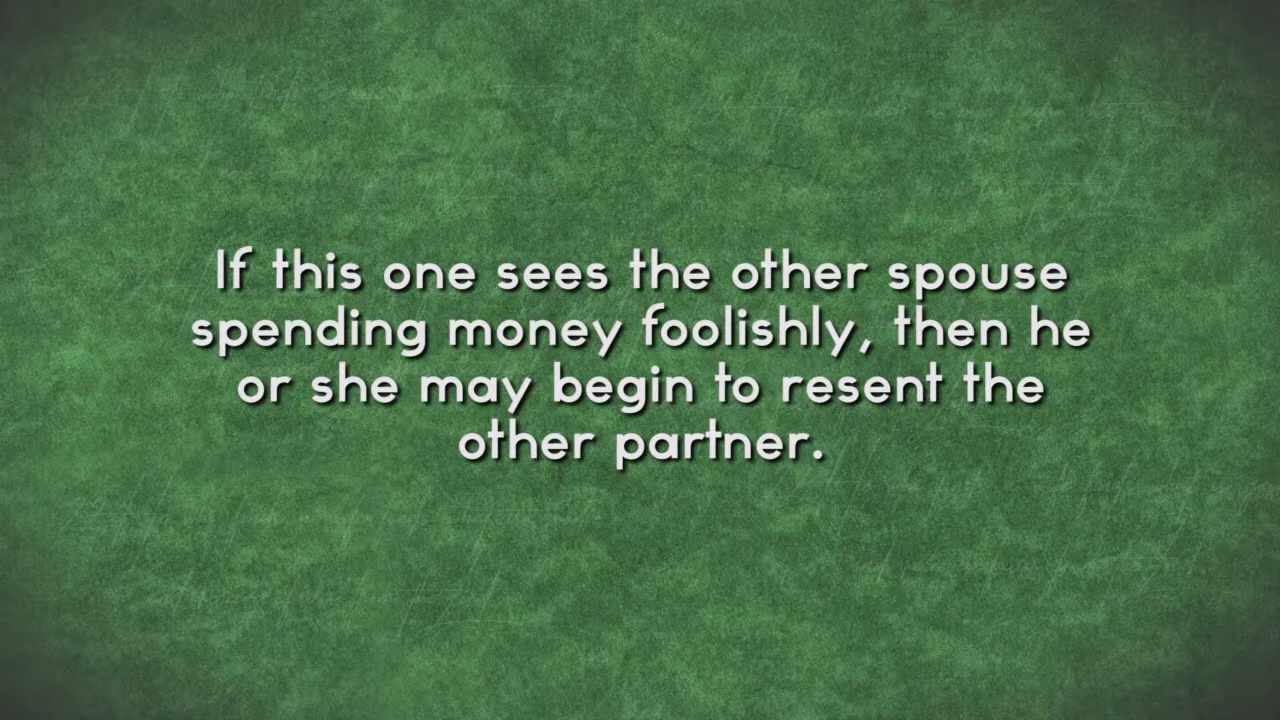 If this one sees the other spouse
spending money foolishly, then he
or she may begin to resent the
other partner.